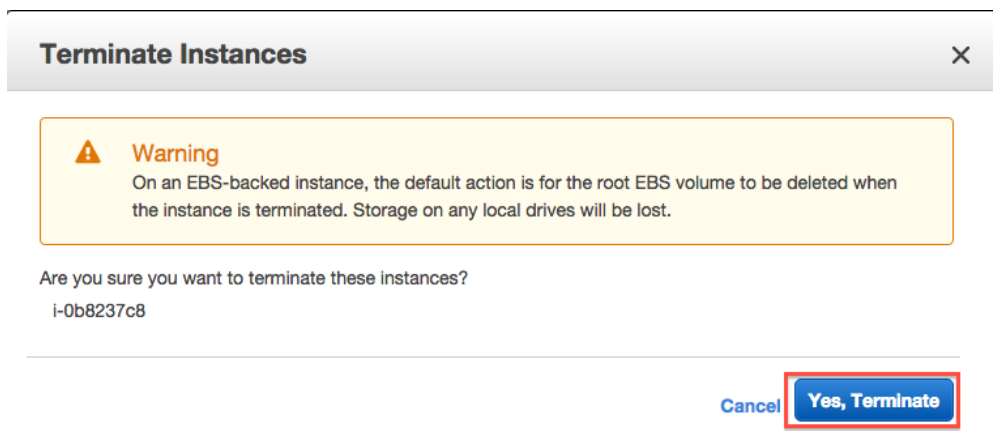 Terminate Instances
Warning
On an EBS-backed instance, the default action is for the root EBS volume to be deleted when
the instance is terminated. Storage on any local drives will be lost.
Are you sure you want to terminate these instances?
i-0b8237c8
Cancel Yes, Terminate